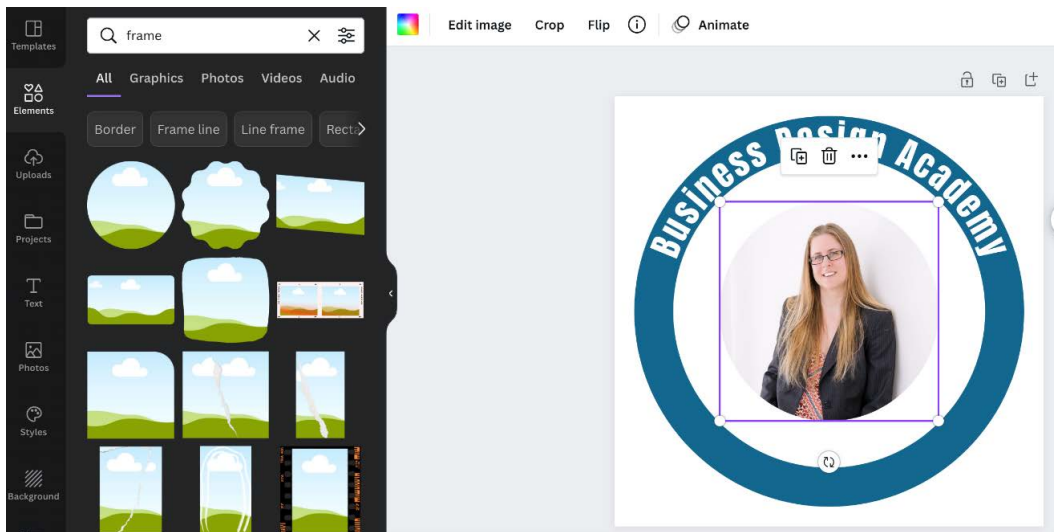 Templates
Elements
Uploads
Projects
Text
Photos
Styles
Background
frame
All Graphics Photos Videos Audio
Border Frame line Line frame Recta
Edit image Crop Flip Animate
Business Design Academy